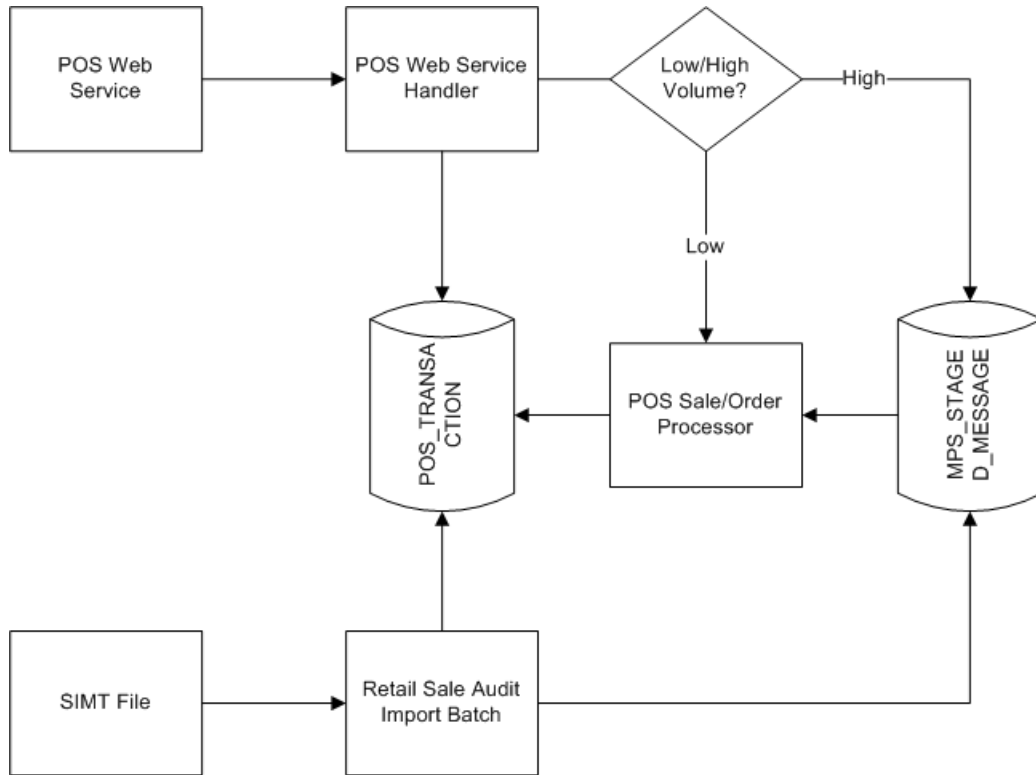 POS Web
Service
POS Web Service
Handler
Low/High
Volume?
High
Low
POS_TRANSA
CTION
POS Sale/Order
Processor
MPS_STAGE
D_MESSAGE
SIMT File
Retail Sale Audit
Import Batch